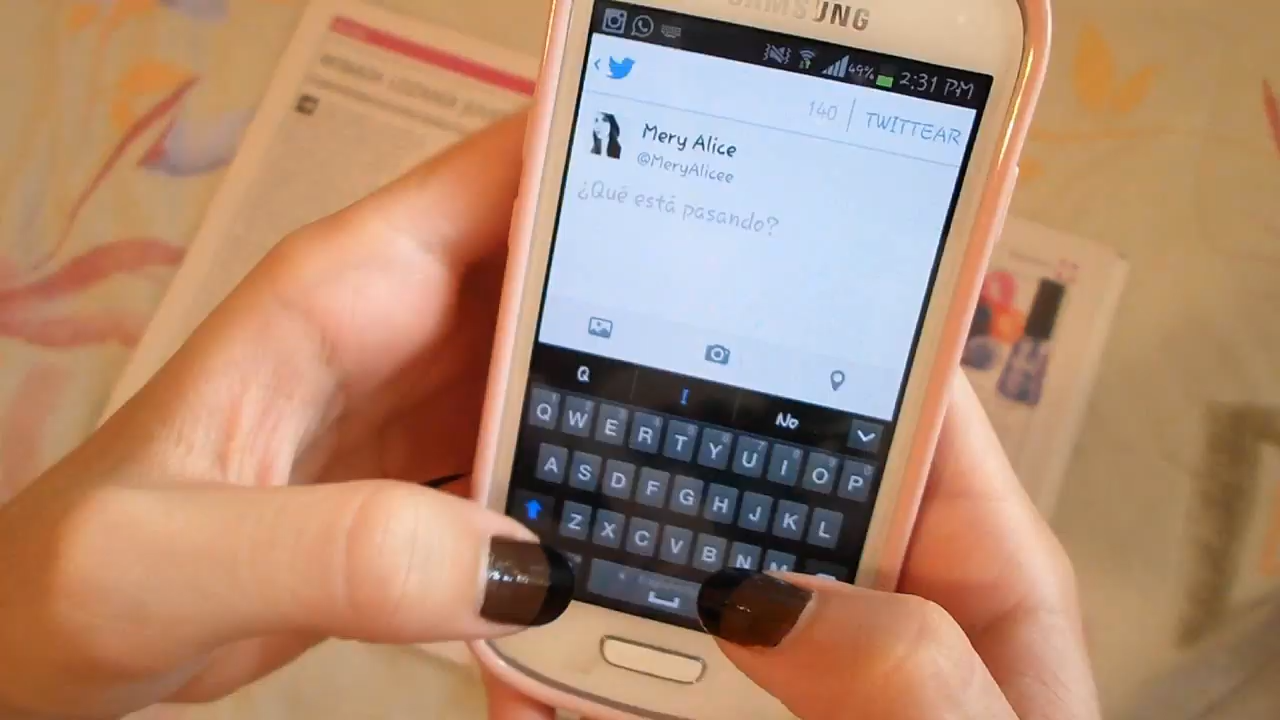 SAMSUNG
49% 2:31 PM
140 TWITTEAR
Mery Alice
@MeryAlicee
¿Qué está pasando?
Q I No
Q W E R T Y U I O P
A S D F G H J K L
Z X C V B N M